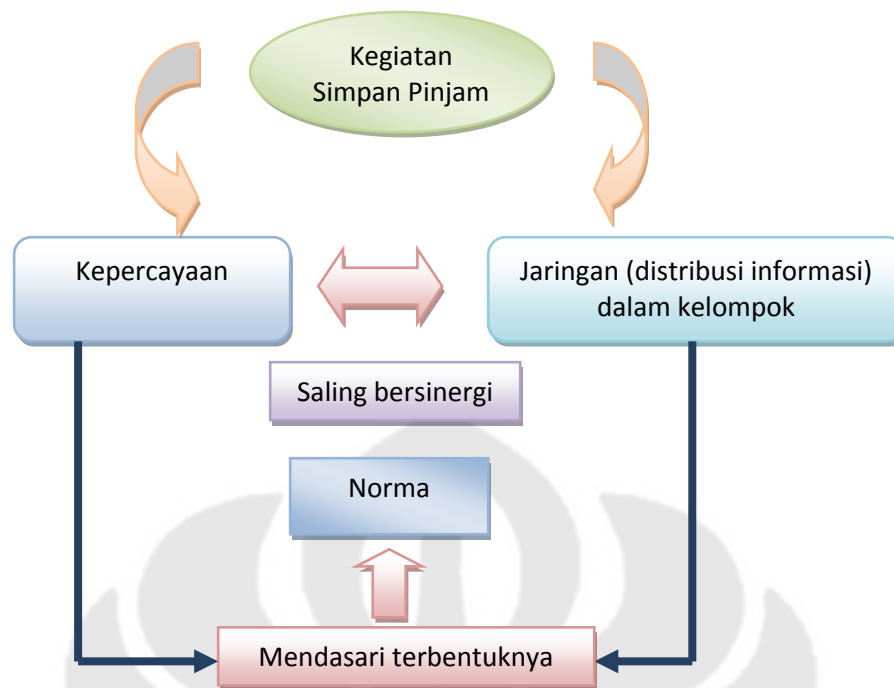 Kegiatan
Simpan Pinjam
Kepercayaan
Jaringan (distribusi informasi)
dalam kelompok
Saling bersinergi
Norma
Mendasari terbentuknya